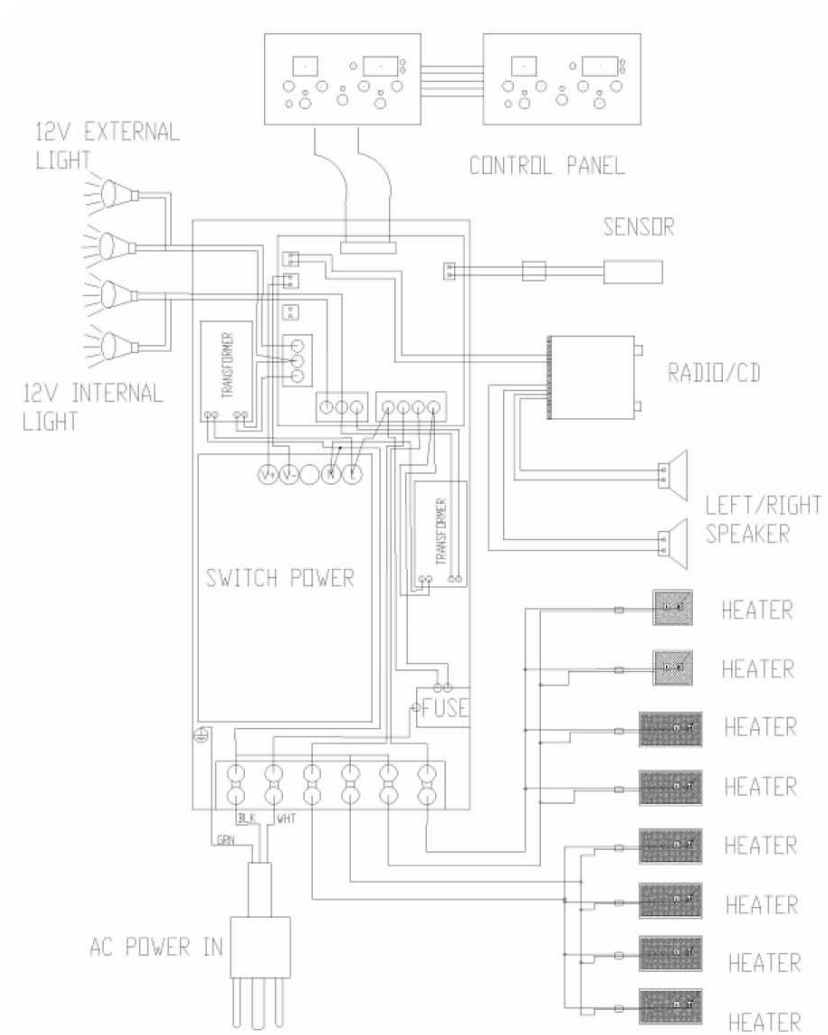 12V EXTERNAL
LIGHT
CONTROL PANEL
SENSOR
TRANSFORMER
RADIO/CD
12V INTERNAL
LIGHT
V+
V-
N
L
LEFT/RIGHT
SPEAKER
TRANSFORMER
SWITCH POWER
HEATER
HEATER
FUSE
HEATER
HEATER
BLK
WHT
GRN
HEATER
HEATER
AC POWER IN
HEATER
HEATER